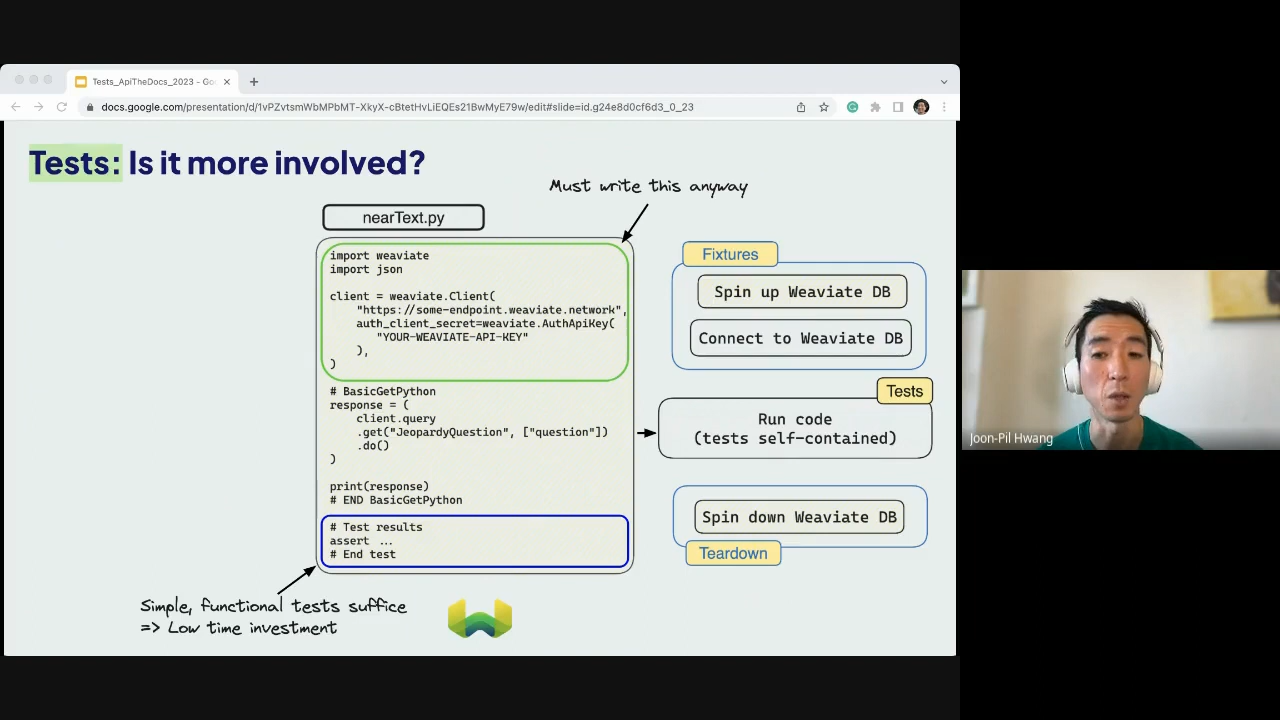 Tests_ApiTheDocs_2023 - Goo
docs.google.com/presentation/d/1vPZvtsmWbMPbMT-XkyX-cBtetHvLiEQEs21BwMyE79w/edit#slide=id.g24e8d0cf6d3_0_23
Tests: Is it more involved?
Must write this anyway
nearText.py
import weaviate
import json
client = weaviate.Client(
"https://some-endpoint.weaviate.network",
auth_client_secret=weaviate.AuthApiKey(
"YOUR-WEAVIATE-API-KEY"
),
)
# BasicGetPython
response = (
client.query
.get("JeopardyQuestion", ["question"])
.do()
)
print(response)
# END BasicGetPython
# Test results
assert ...
# End test
Simple, functional tests suffice
=> Low time investment
Fixtures
Spin up Weaviate DB
Connect to Weaviate DB
Tests
Run code
(tests self-contained)
Spin down Weaviate DB
Teardown
Joon-Pil Hwang